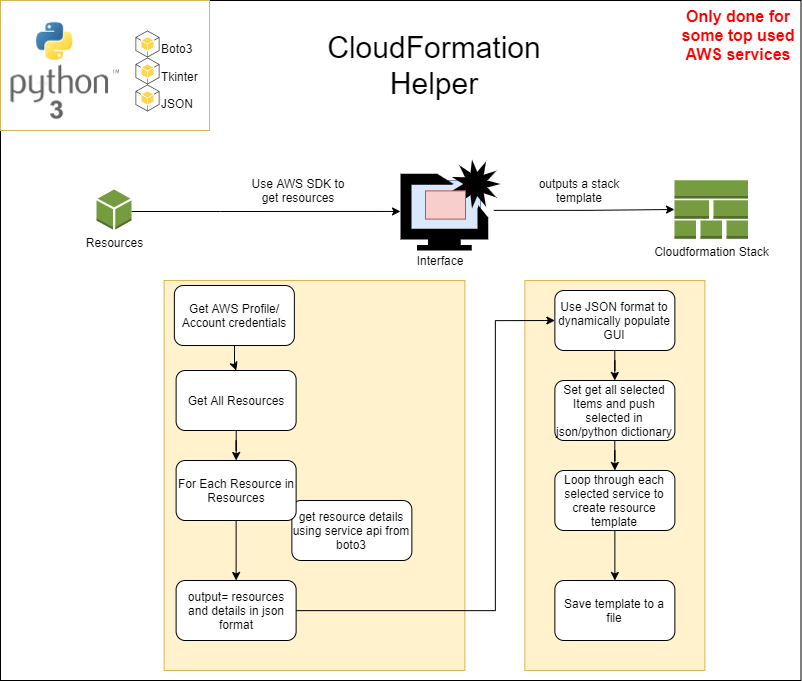 python™
3
Boto3
Tkinter
JSON
CloudFormation
Helper
Only done for
some top used
AWS services
Use AWS SDK to
get resources
outputs a stack
template
Resources
Interface
Cloudformation Stack
Get AWS Profile/
Account credentials
Get All Resources
For Each Resource in
Resources
get resource details
using service api from
boto3
output= resources
and details in json
format
Use JSON format to
dynamically populate
GUI
Set get all selected
Items and push
selected in
json/python dictionary
Loop through each
selected service to
create resource
template
Save template to a
file